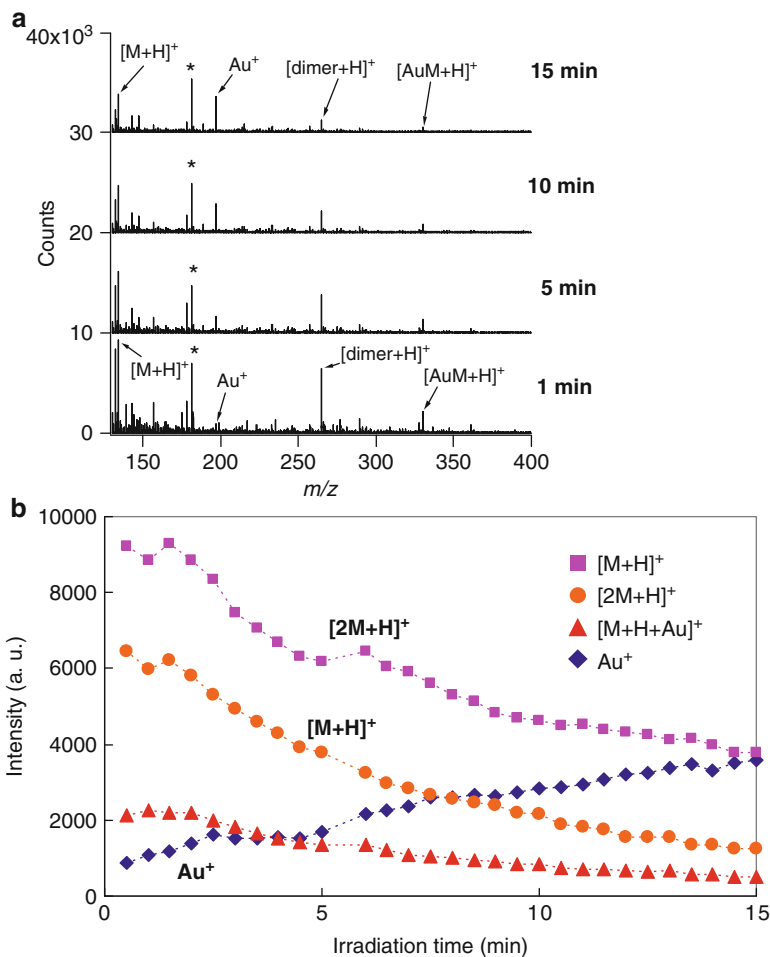 a
40x10³
30
20
10
0
Counts
[M+H]⁺
*
Au⁺
[dimer+H]⁺
[AuM+H]⁺
15 min
*
10 min
*
5 min
[M+H]⁺
*
Au⁺
[dimer+H]⁺
[AuM+H]⁺
1 min
150 200 250 300 350 400
m/z
b
10000
8000
6000
4000
2000
0
Intensity (a. u.)
[M+H]⁺
[2M+H]⁺
[M+H+Au]⁺
Au⁺
[2M+H]⁺
[M+H]⁺
Au⁺
0 5 10 15
Irradiation time (min)